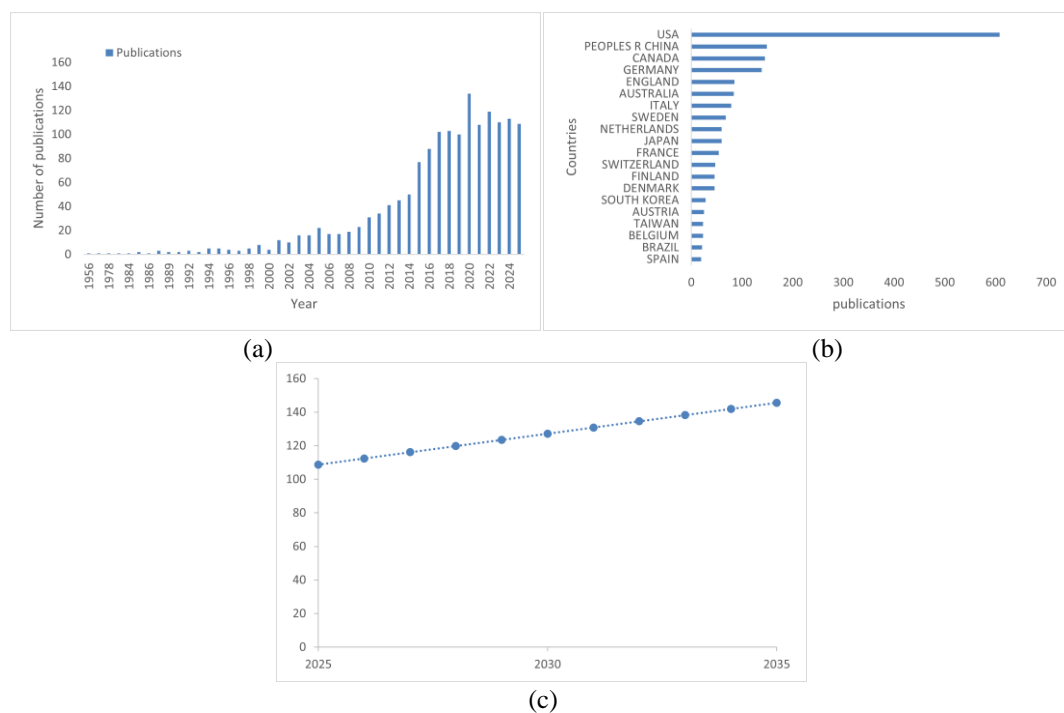 Publications
Number of publications
160
140
120
100
80
60
40
20
0
1956
1978
1984
1986
1989
1992
1994
1996
1998
2000
2002
2004
2006
2008
2010
2012
2014
2016
2018
2020
2022
2024
Year
(a)
Countries
USA
PEOPLES R CHINA
CANADA
GERMANY
ENGLAND
AUSTRALIA
ITALY
SWEDEN
NETHERLANDS
JAPAN
FRANCE
SWITZERLAND
FINLAND
DENMARK
SOUTH KOREA
AUSTRIA
TAIWAN
BELGIUM
BRAZIL
SPAIN
0 100 200 300 400 500 600 700
publications
(b)
160
140
120
100
80
60
40
20
0
2025 2030 2035
(c)